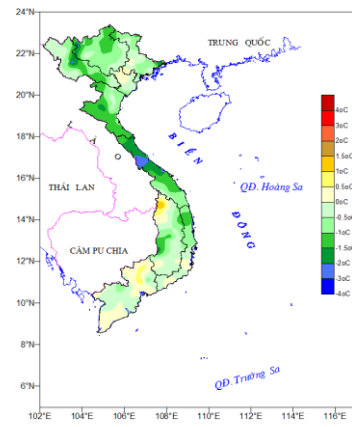 24°N
22°N
20°N
18°N
16°N
14°N
12°N
10°N
8°N
6°N
TRUNG QUỐC
LÀO
THÁI LAN
CĂM PU CHIA
BIỂN ĐÔNG
QĐ. Hoàng Sa
QĐ. Trường Sa
4oC
3oC
2oC
1.5oC
1oC
0.5oC
0oC
-0.5oC
-1oC
-1.5oC
-2oC
-3oC
-4oC
102°E 104°E 106°E 108°E 110°E 112°E 114°E 116°E